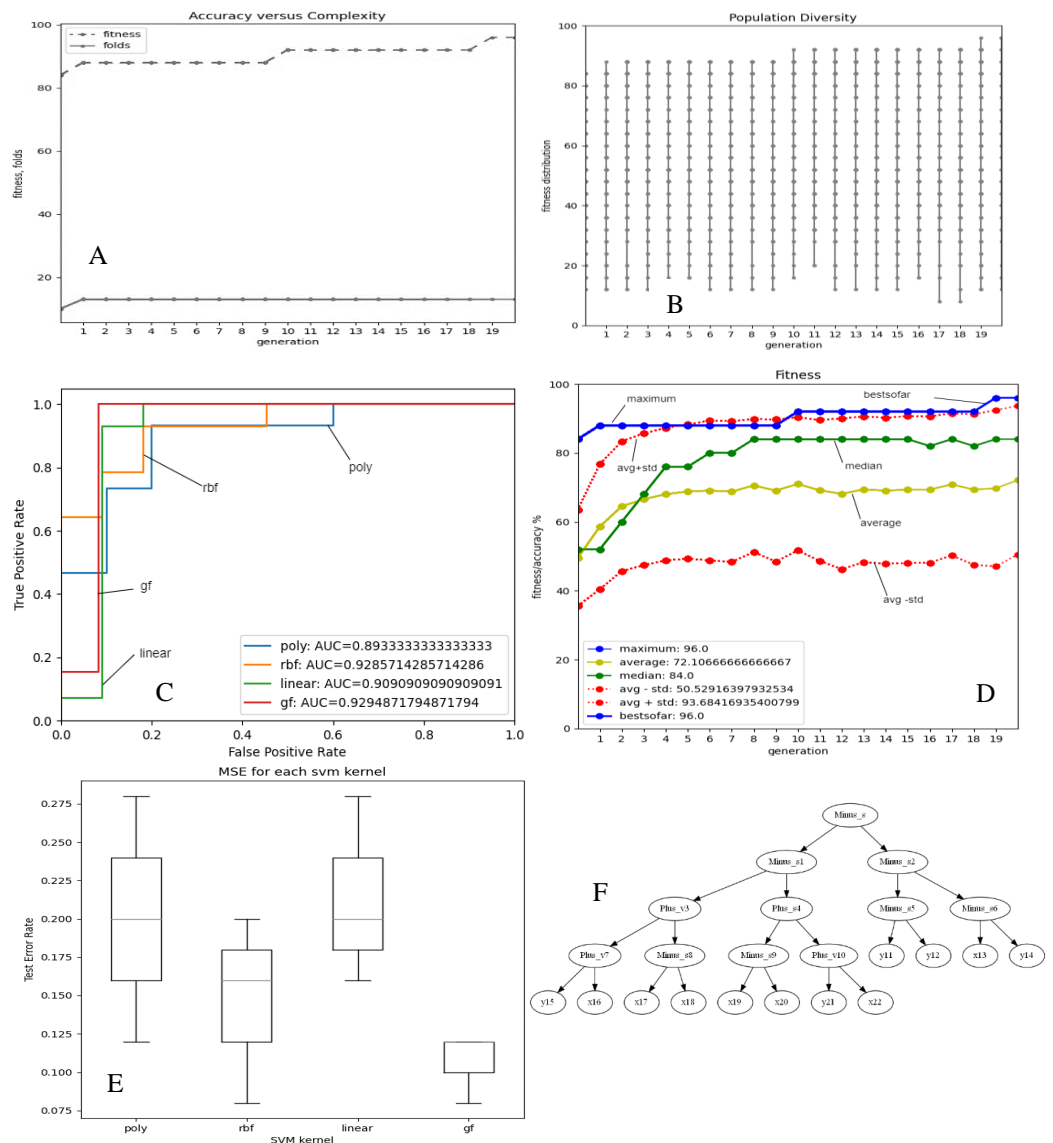 Accuracy versus Complexity
fitness
folds
100
80
60
40
20
fitness, folds
A
1 2 3 4 5 6 7 8 9 10 11 12 13 14 15 16 17 18 19
generation
Population Diversity
100
80
60
40
20
0
fitness distribution
B
1 2 3 4 5 6 7 8 9 10 11 12 13 14 15 16 17 18 19
generation
1.0
0.8
0.6
0.4
0.2
0.0
True Positive Rate
poly
rbf
gf
linear
C
poly: AUC=0.8933333333333333
rbf: AUC=0.9285714285714286
linear: AUC=0.9090909090909091
gf: AUC=0.9294871794871794
0.0 0.2 0.4 0.6 0.8 1.0
False Positive Rate
Fitness
100
80
60
40
20
0
fitness/accuracy %
maximum
bestsofar
avg+std
median
average
avg -std
maximum: 96.0
average: 72.10666666666667
median: 84.0
avg - std: 50.52916397932534
avg + std: 93.68416935400799
bestsofar: 96.0
D
1 2 3 4 5 6 7 8 9 10 11 12 13 14 15 16 17 18 19
generation
MSE for each svm kernel
0.275
0.250
0.225
0.200
0.175
0.150
0.125
0.100
0.075
Test Error Rate
E
poly rbf linear gf
SVM kernel
F
Minus_s
Minus_s1 Minus_s2
Plus_v3 Plus_s4 Minus_s5 Minus_s6
Plus_v7 Minus_s8 Minus_s9 Plus_v10 y11 y12 x13 y14
y15 x16 x17 x18 x19 x20 y21 x22